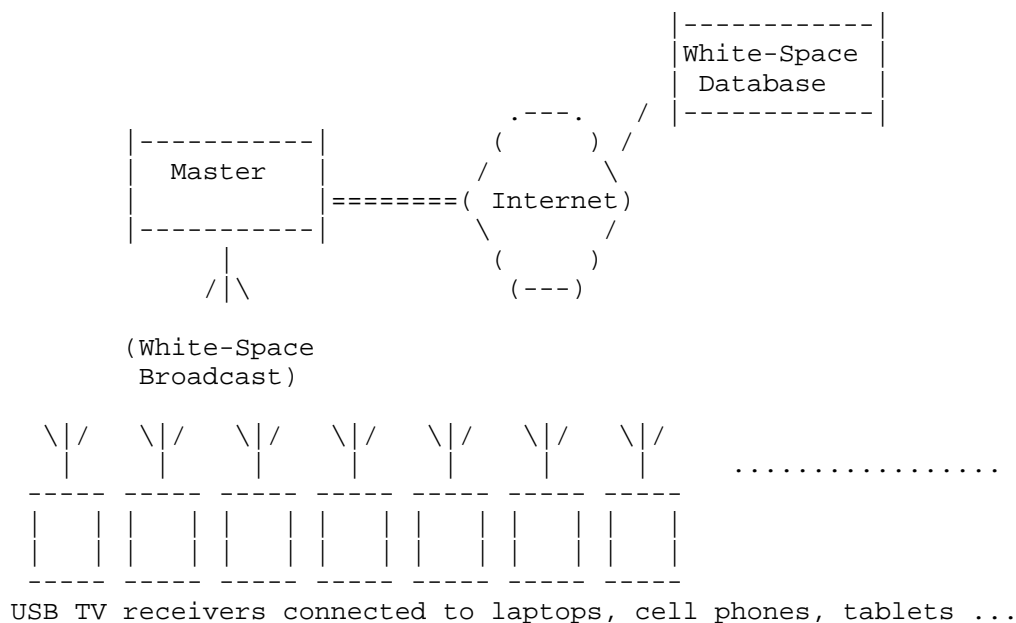 White-Space
Database
Master
Internet
(White-Space
Broadcast)
USB TV receivers connected to laptops, cell phones, tablets ...